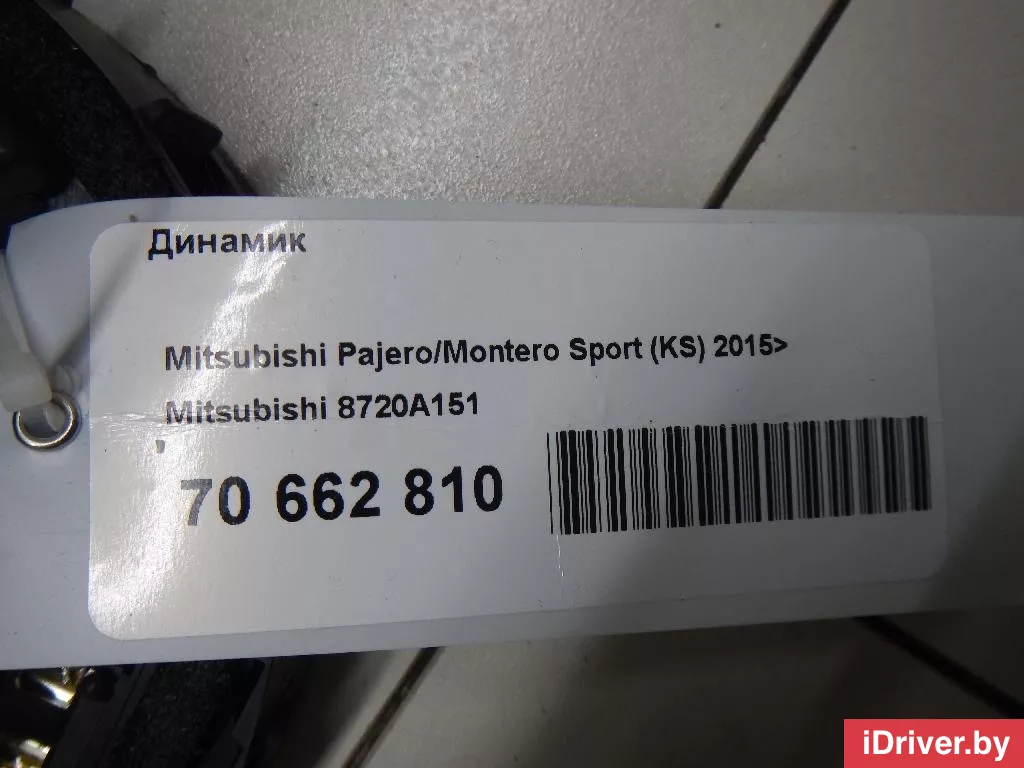 Динамик
Mitsubishi Pajero/Montero Sport (KS) 2015>
Mitsubishi 8720A151
70 662 810
iDriver.by